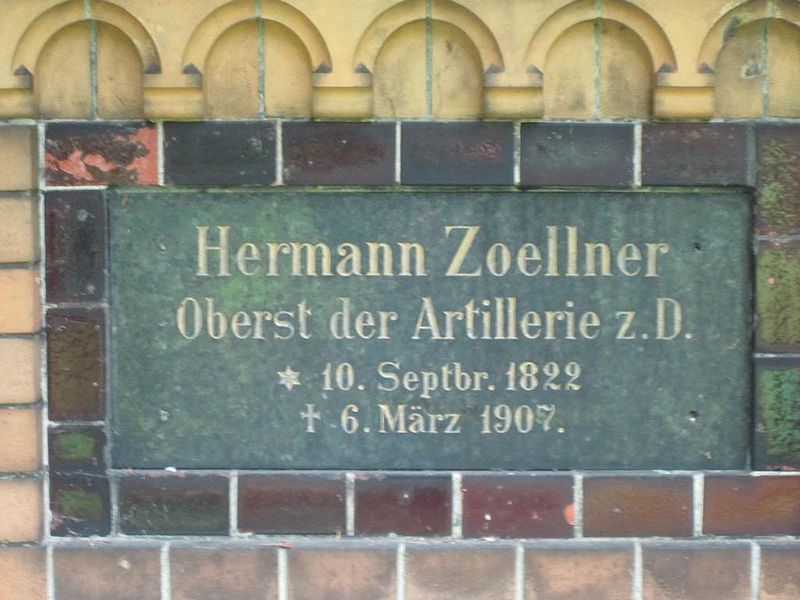 Hermann Zoellner
Oberst der Artillerie z. D.
* 10. Septbr. 1822
† 6. März 1907.